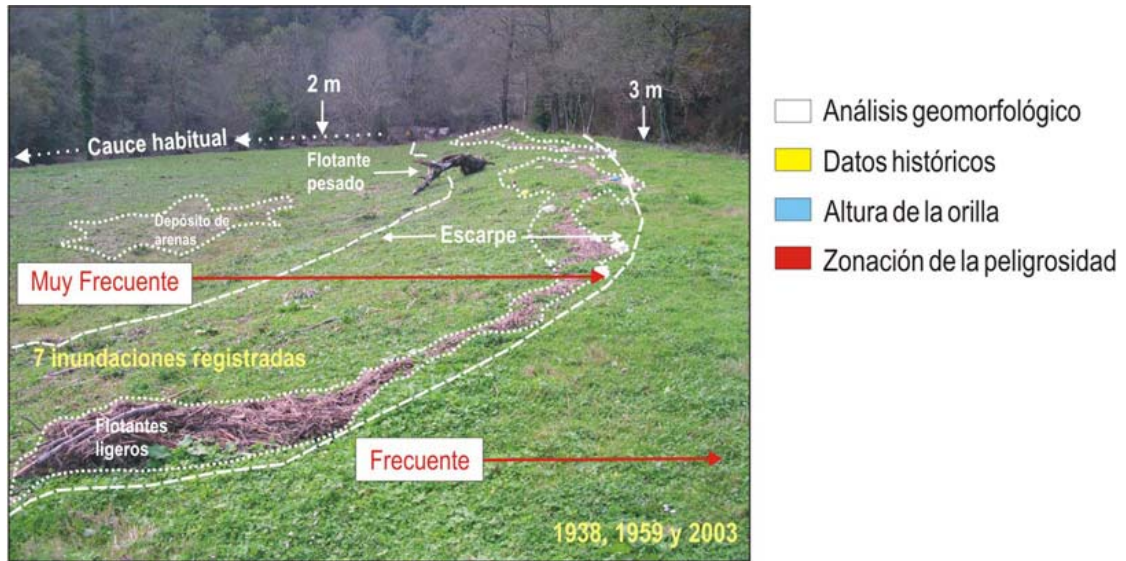 2 m
3 m
Cauce habitual
Flotante
pesado
Depósito de
arenas
Escarpe
Muy Frecuente
7 inundaciones registradas
Flotantes
ligeros
Frecuente
1938, 1959 y 2003
Análisis geomorfológico
Datos históricos
Altura de la orilla
Zonación de la peligrosidad